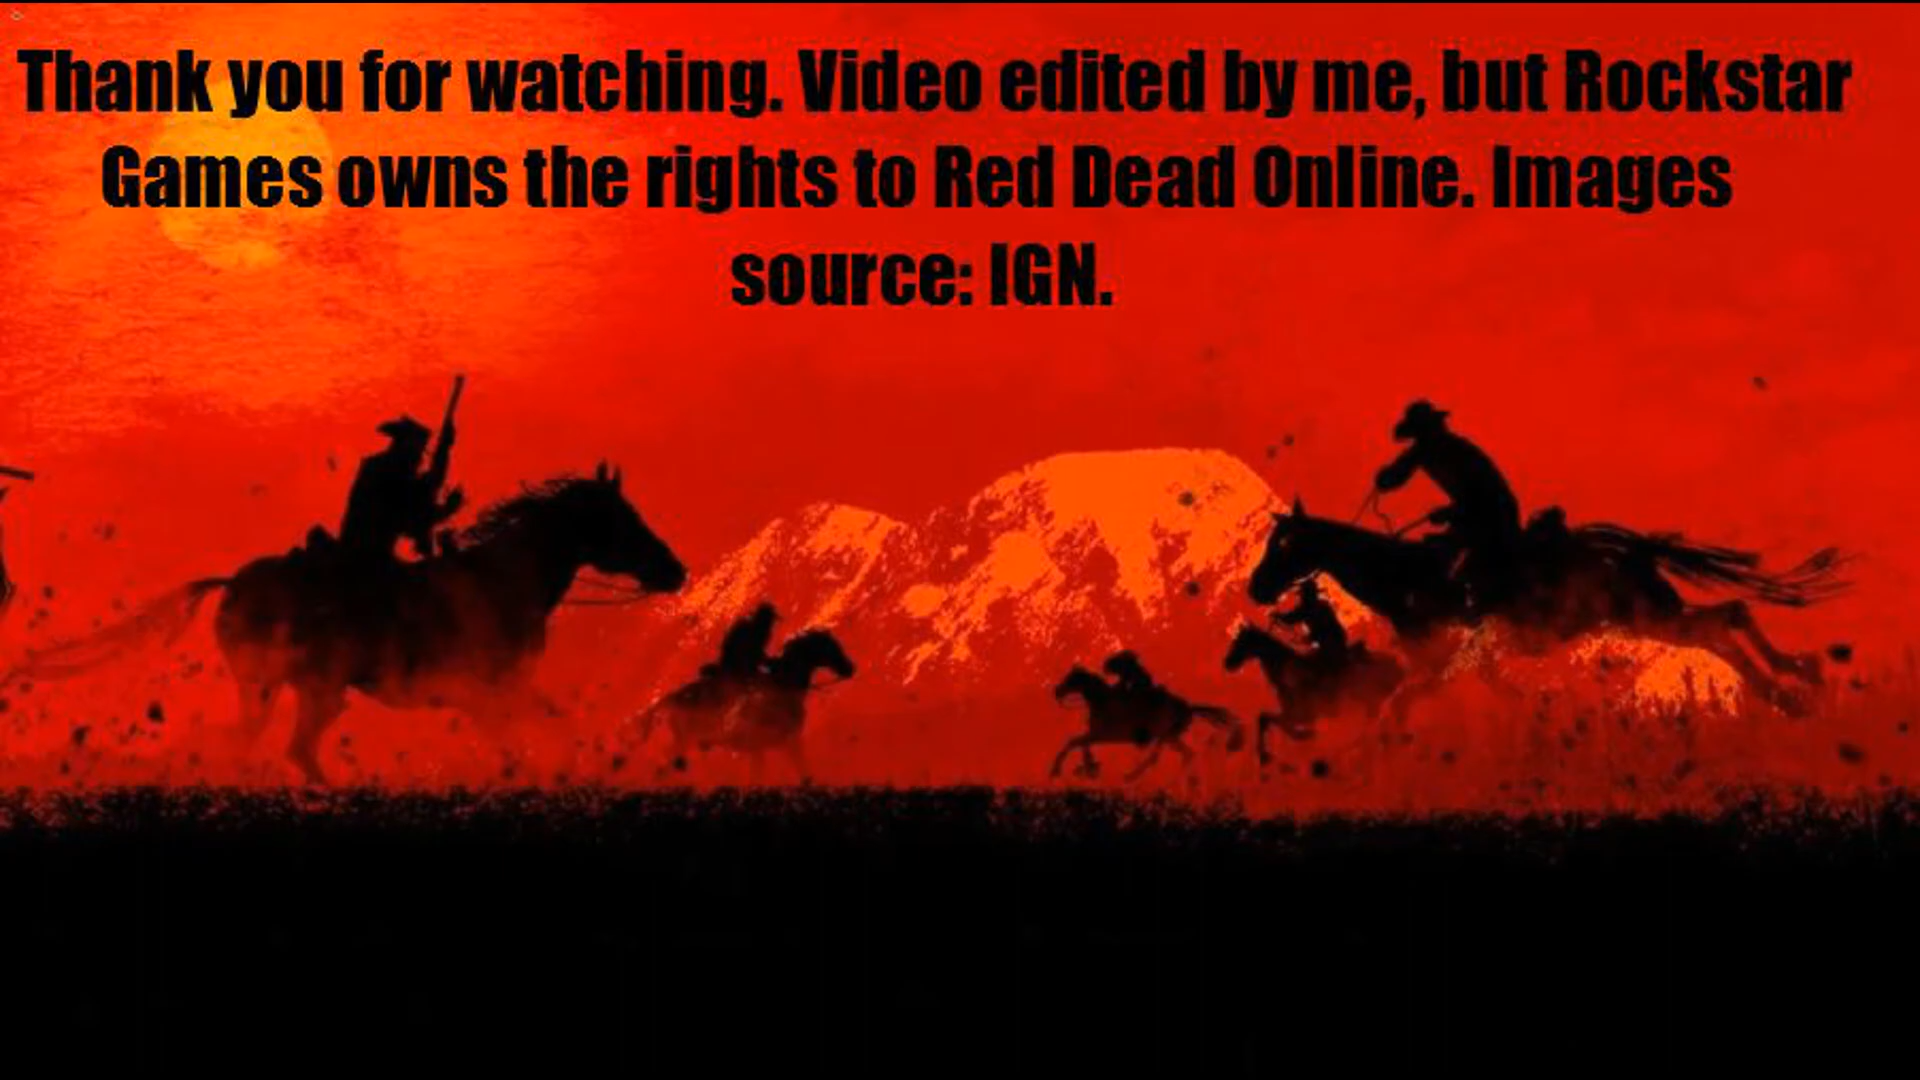 Thank you for watching. Video edited by me, but Rockstar
Games owns the rights to Red Dead Online. Images
source: IGN.